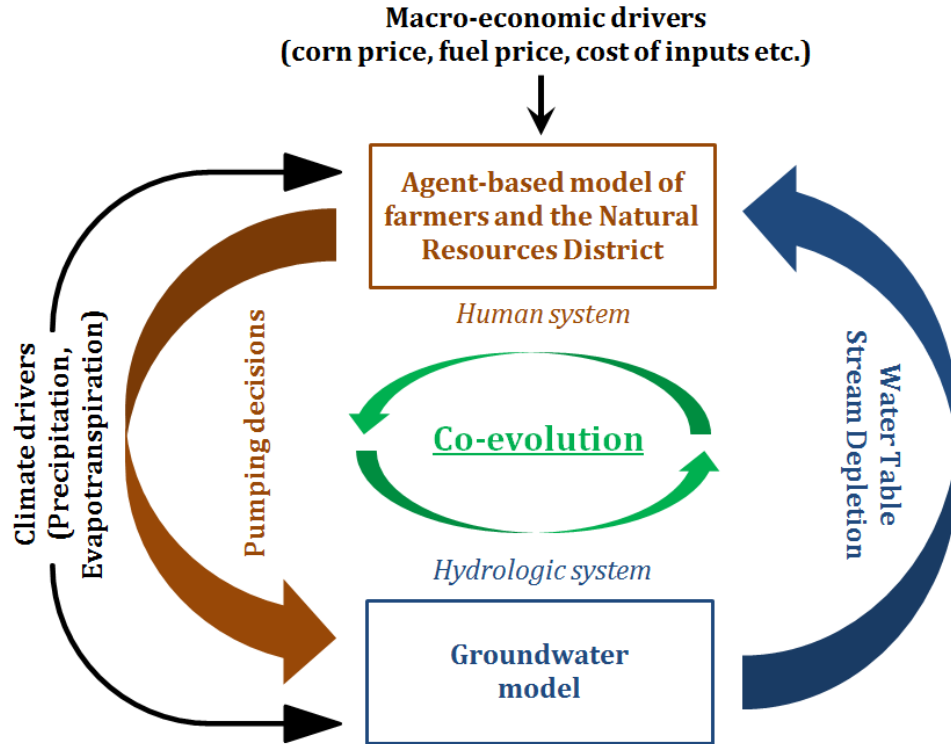 Macro-economic drivers
(corn price, fuel price, cost of inputs etc.)
Agent-based model of
farmers and the Natural
Resources District
Human system
Climate drivers
(Precipitation,
Evapotranspiration)
Pumping decisions
Co-evolution
Water Table
Stream Depletion
Hydrologic system
Groundwater
model